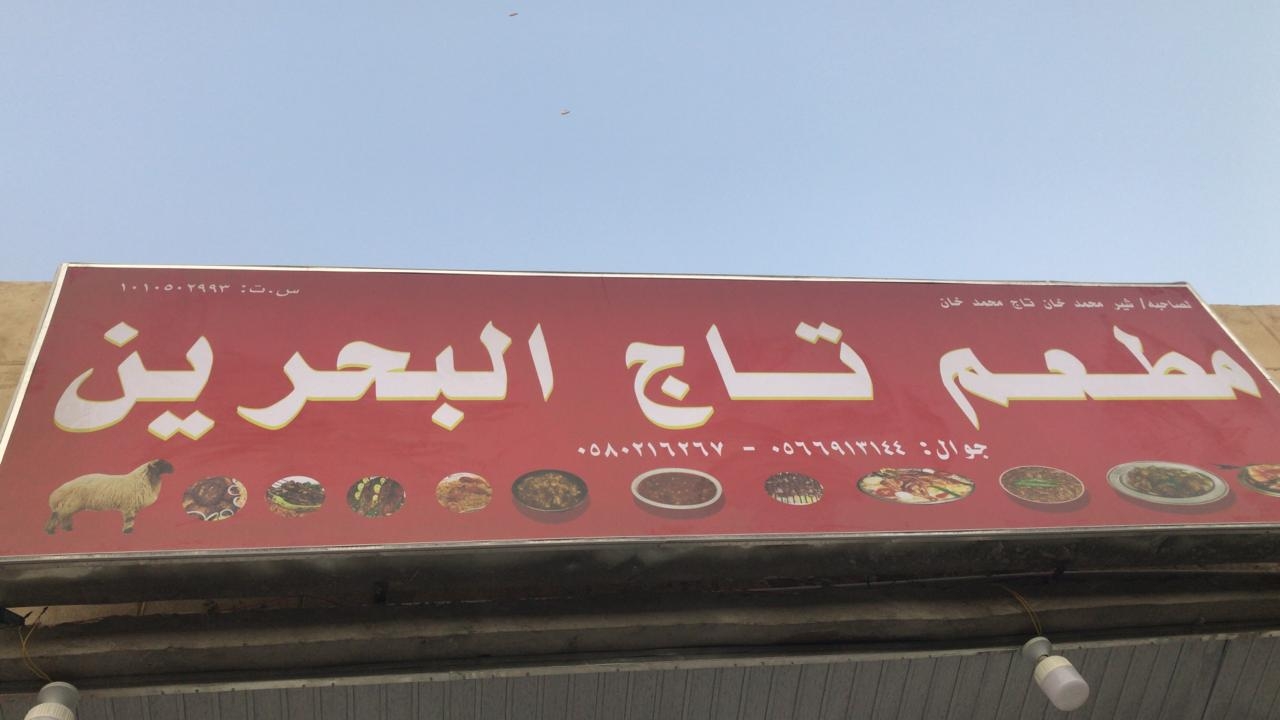 لصاحبه/ شير محمد خان تاج محمد خان
س.ت: ١٠١٠٥٠٢٩٩٣
مطعم تاج البحرين
جوال: ٠٥٦٦٩١٣١٤٤ - ٠٥٨٠٢١٦٢٦٧